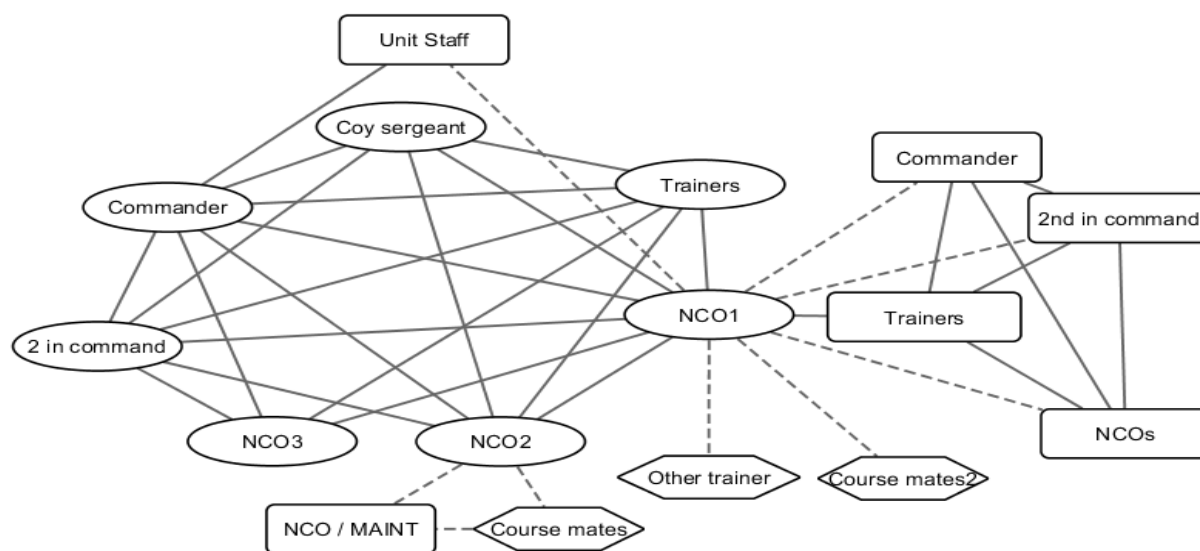 Unit Staff
Coy sergeant
Commander
Trainers
Commander
2nd in command
2 in command
NCO1
Trainers
NCO3
NCO2
NCOs
Other trainer
Course mates2
NCO / MAINT
Course mates